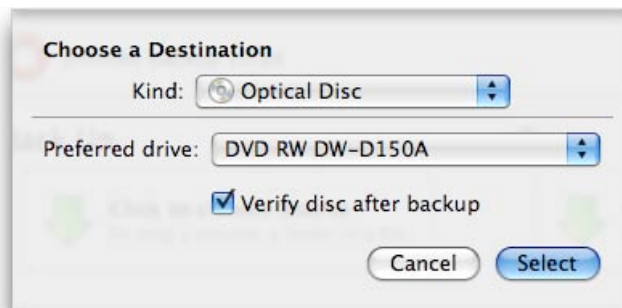 Choose a Destination
Kind: Optical Disc
Preferred drive: DVD RW DW-D150A
Verify disc after backup
Cancel Select